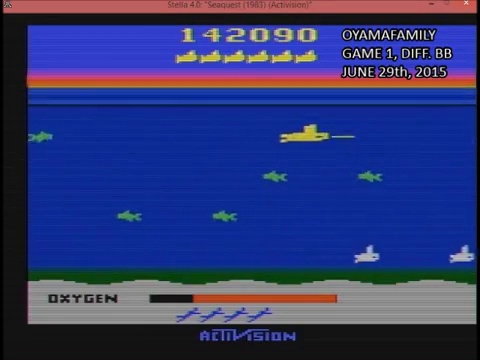 Stella 4.0: "Seaquest (1983) (Activision)"
142090
OYAMAFAMILY
GAME 1, DIFF. BB
JUNE 29th, 2015
OXYGEN
ACTIVISION